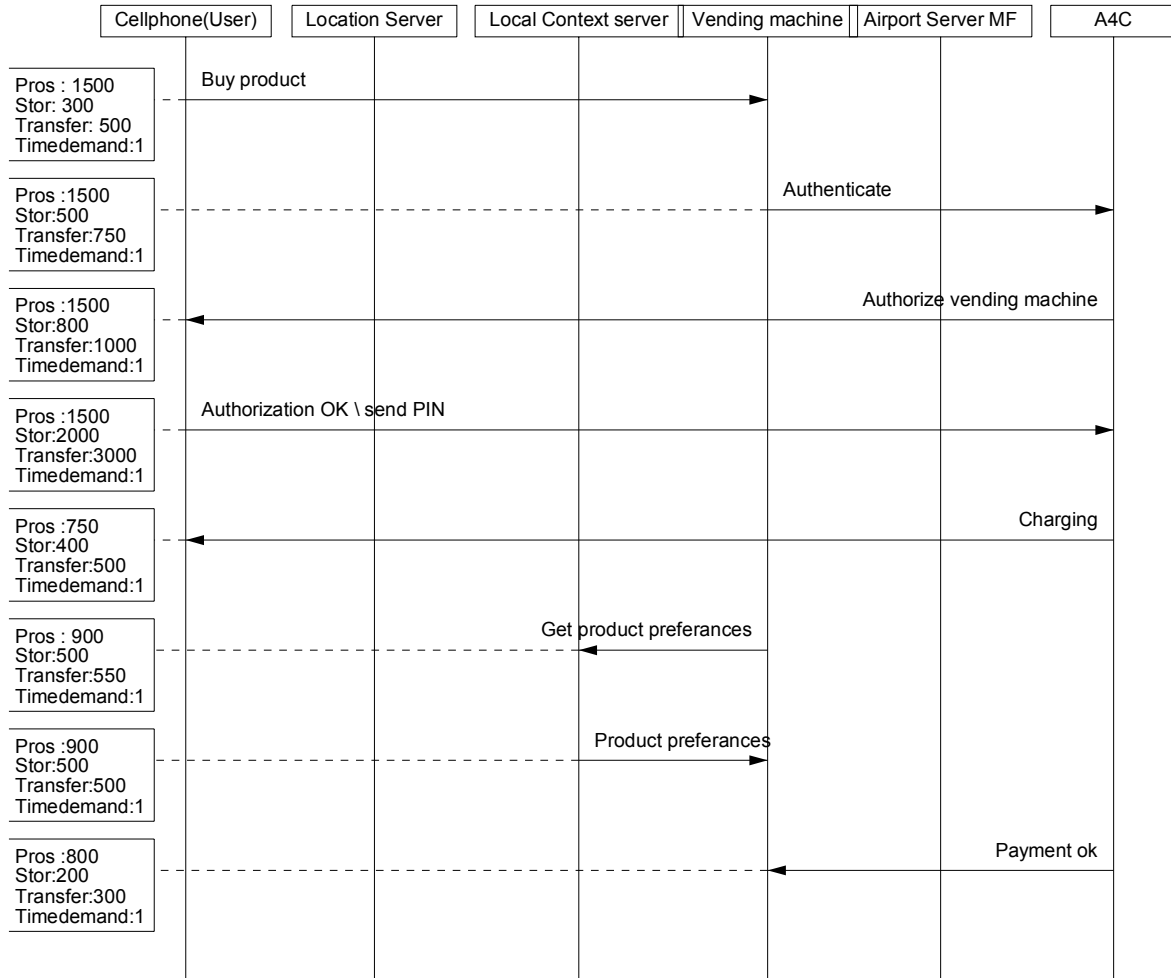 Cellphone(User) Location Server Local Context server Vending machine Airport Server MF A4C
Pros : 1500
Stor: 300
Transfer: 500
Timedemand:1
Buy product
Pros :1500
Stor:500
Transfer:750
Timedemand:1
Authenticate
Pros :1500
Stor:800
Transfer:1000
Timedemand:1
Authorize vending machine
Pros :1500
Stor:2000
Transfer:3000
Timedemand:1
Authorization OK \ send PIN
Pros :750
Stor:400
Transfer:500
Timedemand:1
Charging
Pros : 900
Stor:500
Transfer:550
Timedemand:1
Get product preferances
Pros :900
Stor:500
Transfer:500
Timedemand:1
Product preferances
Pros :800
Stor:200
Transfer:300
Timedemand:1
Payment ok